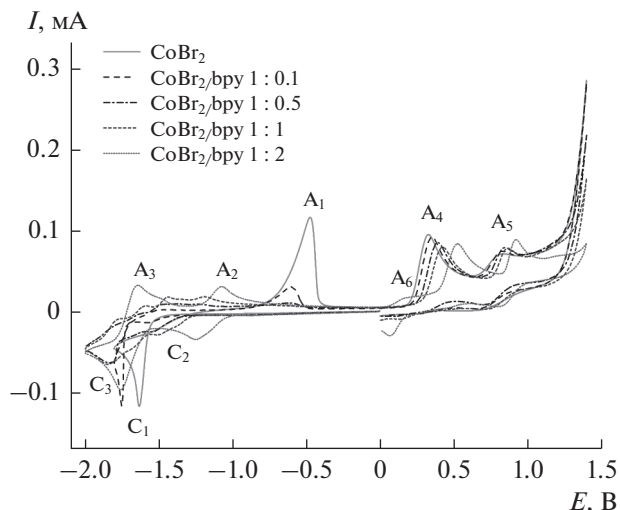 I, мА
0.3
0.2
0.1
0
−0.1
CoBr₂
CoBr₂/bpy 1 : 0.1
CoBr₂/bpy 1 : 0.5
CoBr₂/bpy 1 : 1
CoBr₂/bpy 1 : 2
A₁
A₂
A₃
A₄
A₅
A₆
C₂
C₃
C₁
−2.0 −1.5 −1.0 −0.5 0 0.5 1.0 1.5
E, В